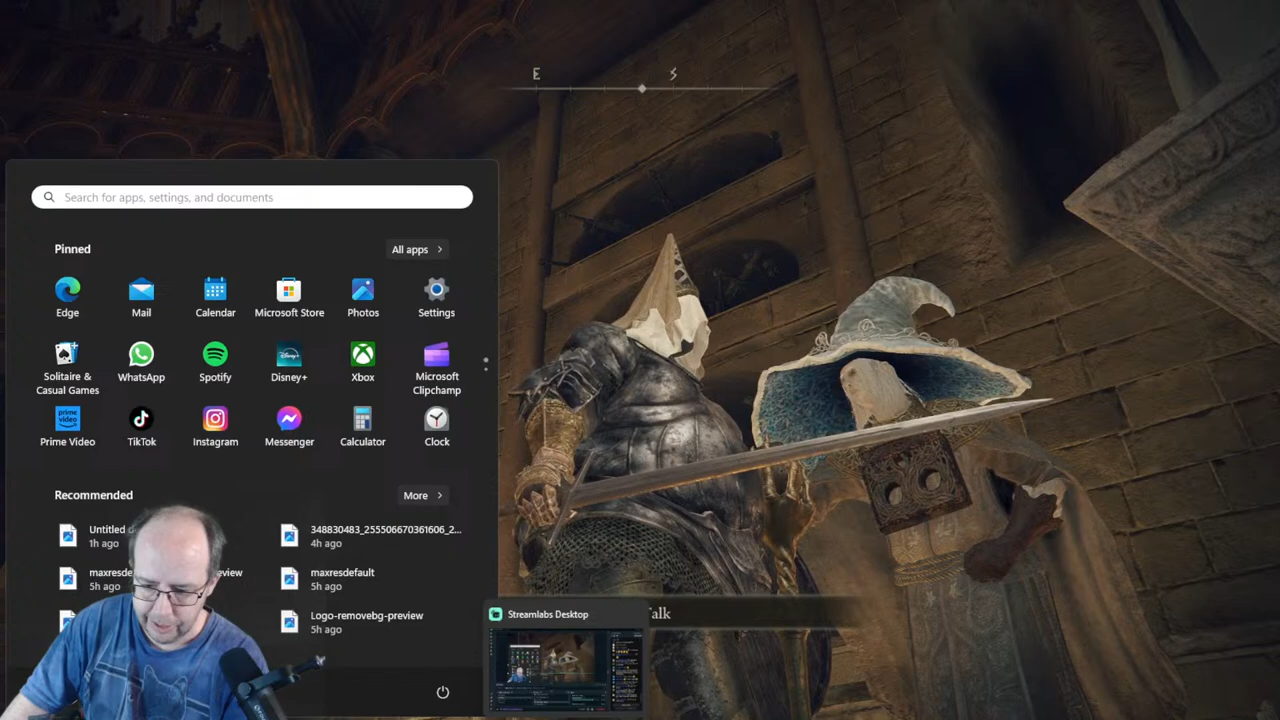 E
S
Search for apps, settings, and documents
Pinned
All apps
Edge
Mail
Calendar
Microsoft Store
Photos
Settings
Solitaire &
Casual Games
WhatsApp
Spotify
Disney+
Xbox
Microsoft
Clipchamp
prime
video
Prime Video
TikTok
Instagram
Messenger
Calculator
Clock
Recommended
More
Untitled
1h ago
348830483_255506670361606_2...
4h ago
5h ago
maxresdefault
5h ago
Logo-removebg-preview
5h ago
Streamlabs Desktop